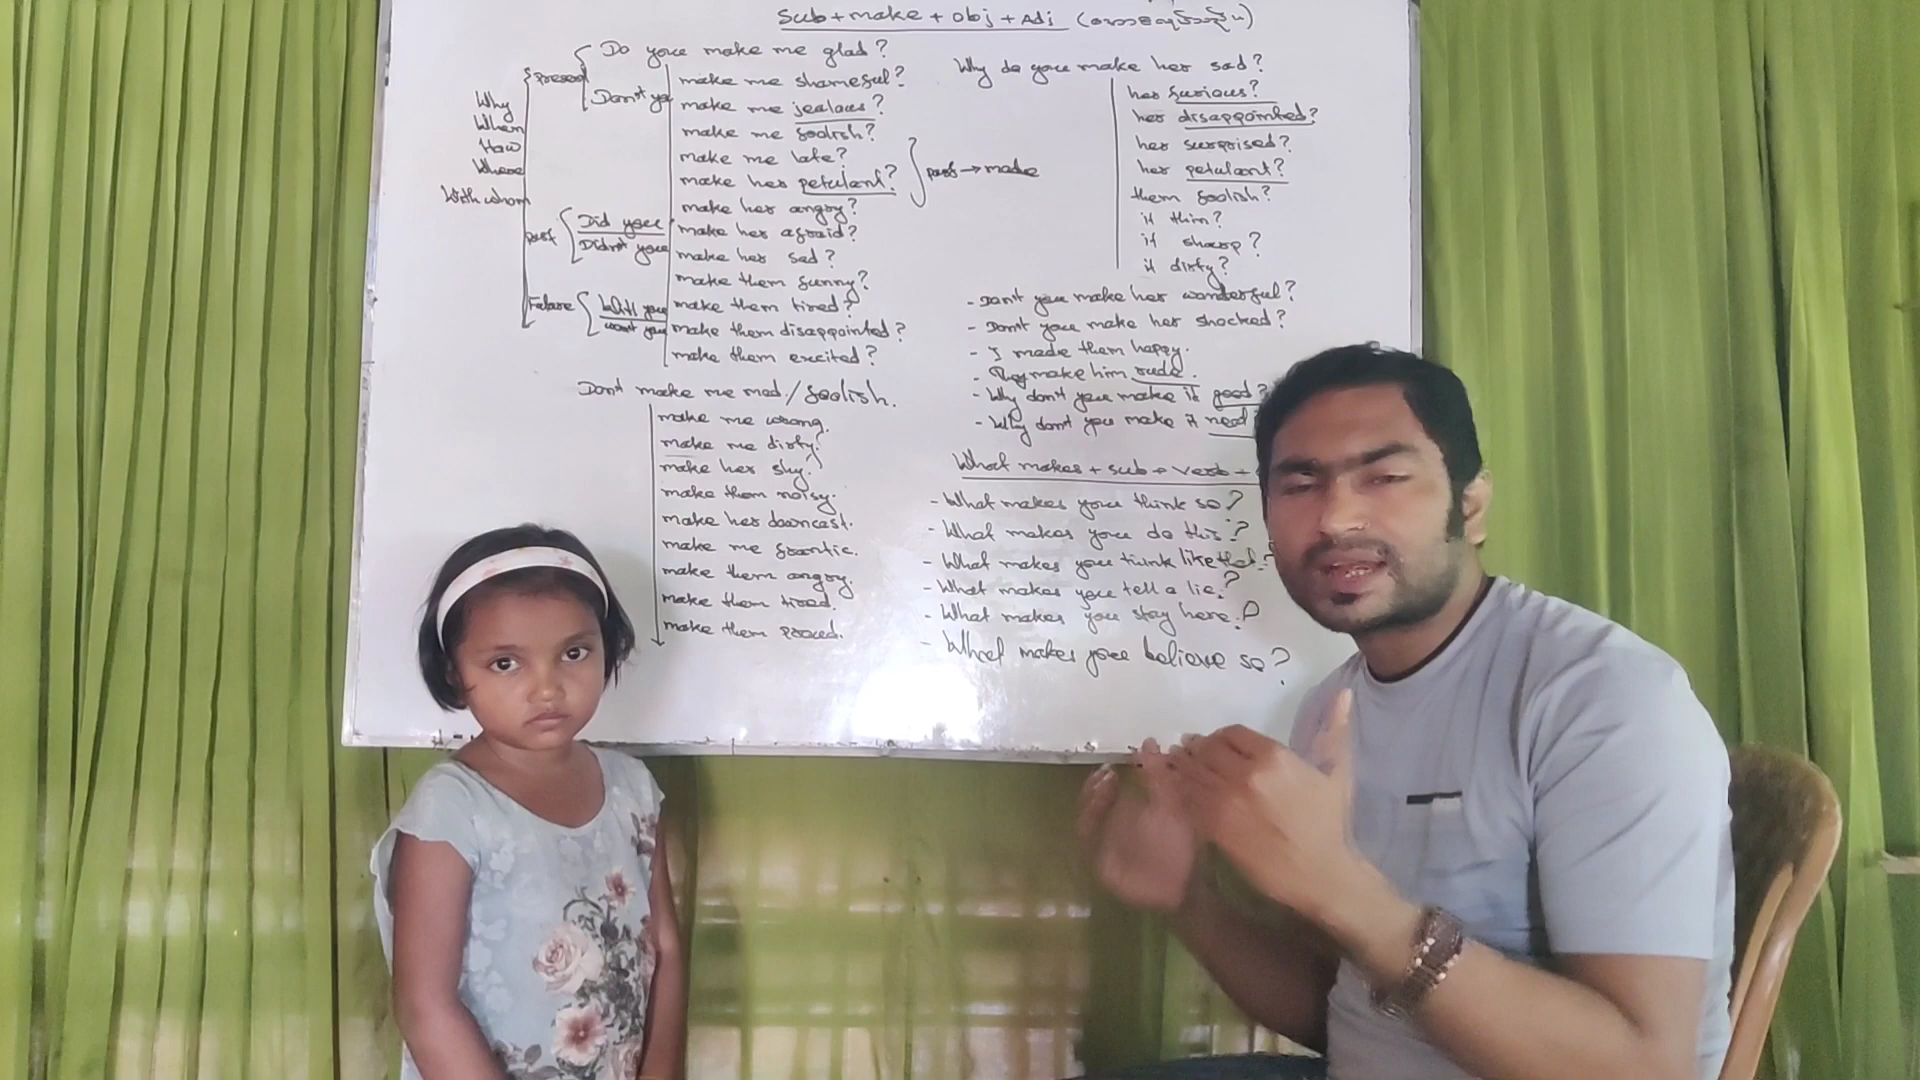 Sub + make + obj + Adj
Do you make me glad?
present
Don't you
make me shameful?
make me jealous?
make me foolish?
make me late?
make her petulant?
make her angry?
make her afraid?
make her sad?
make them funny?
make them tired?
make them disappointed?
make them excited?
Why
When
How
Where
With whom
past
Did you
Didn't you
Future
Will you
won't you
past → made
Don't make me mad / foolish.
make me wrong.
make me dirty.
make her shy.
make them noisy.
make her downcast.
make me frantic.
make them angry.
make them tired.
make them proud.
Why do you make her sad?
her furious?
her disappointed?
her surprised?
her petulant?
them foolish?
it thin?
it sharp?
it dirty?
- Don't you make her wonderful?
- Don't you make her shocked?
- I made them happy.
- They make him rude.
- Why don't you make it good?
- Why don't you make it
What makes + sub + verb +
- What makes you think so?
- What makes you do this?
- What makes you think like that?
- What makes you tell a lie?
- What makes you stay here?
- What makes you believe so?